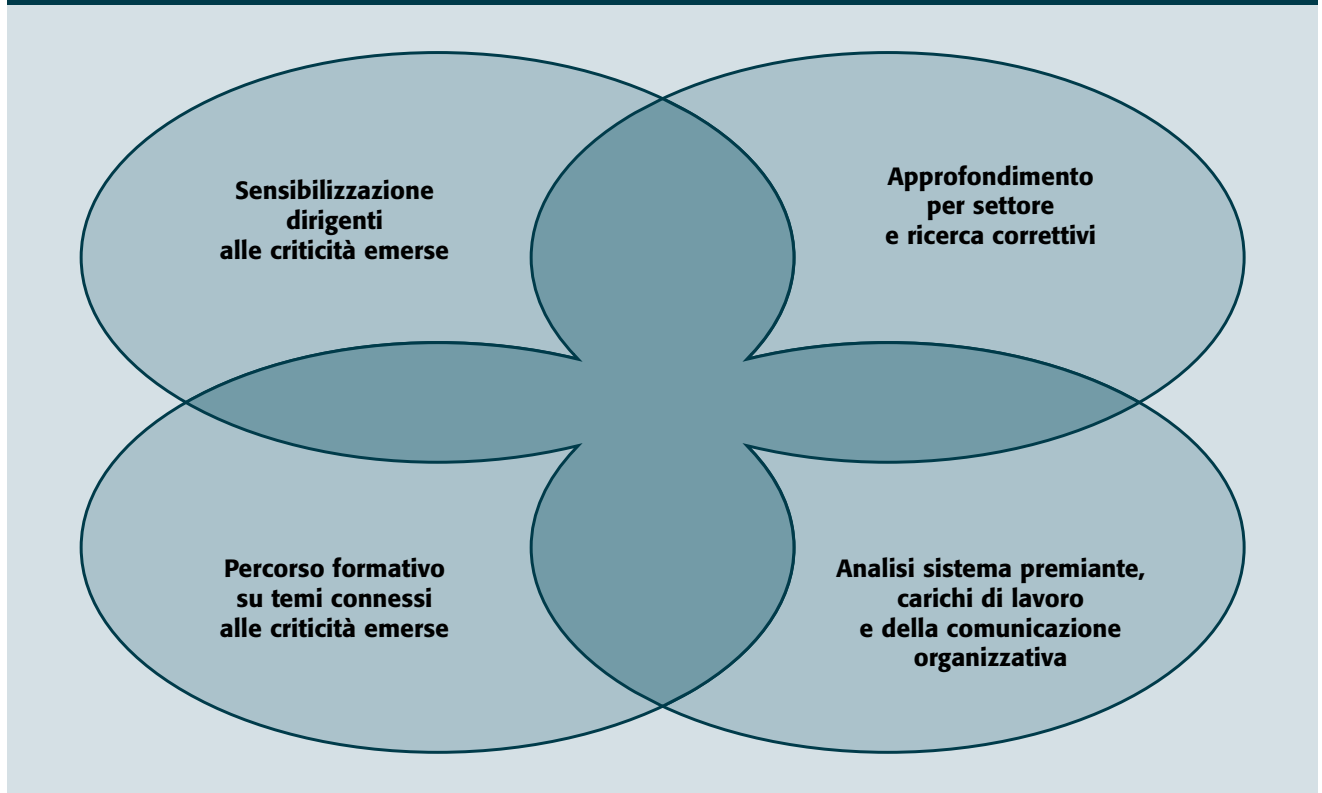 Sensibilizzazione
dirigenti
alle criticità emerse
Approfondimento
per settore
e ricerca correttivi
Percorso formativo
su temi connessi
alle criticità emerse
Analisi sistema premiante,
carichi di lavoro
e della comunicazione
organizzativa